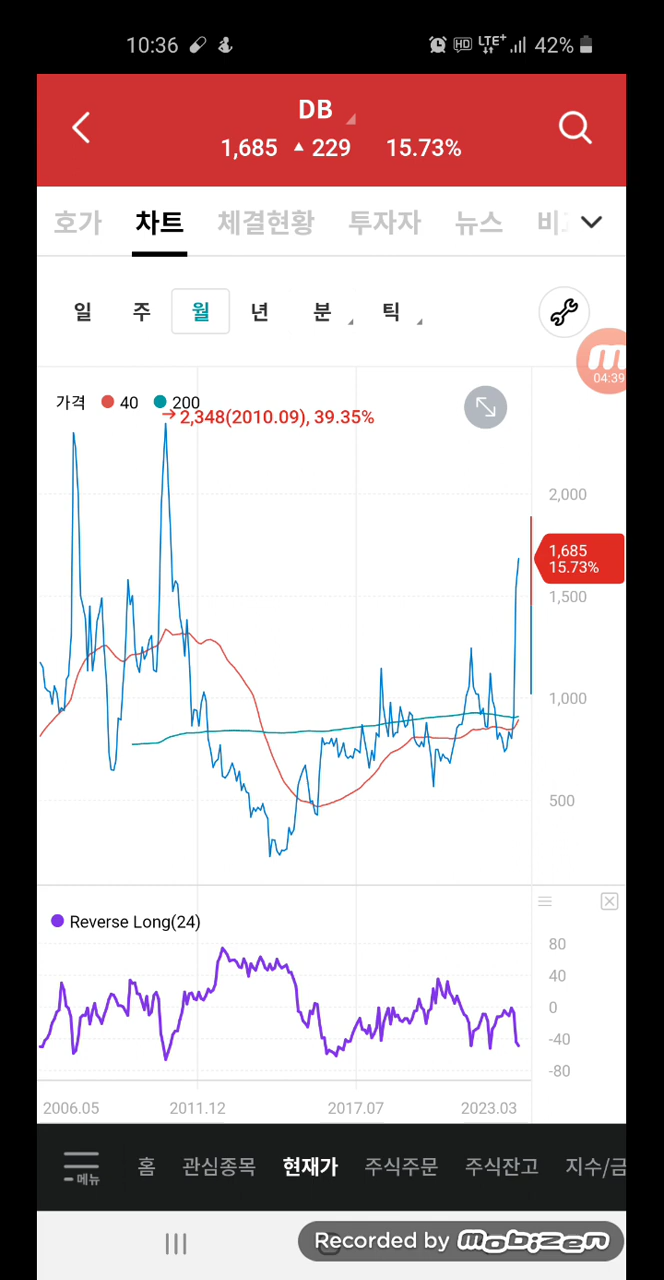 10:36 HD LTE+ 42%
DB
1,685 ▲ 229 15.73%
호가 차트 체결현황 투자자 뉴스
일 주 월 년 분 틱
04:39
가격 40 200
→2,348(2010.09), 39.35%
2,000
1,685
15.73%
1,500
1,000
500
Reverse Long(24)
80
40
0
-40
-80
2006.05 2011.12 2017.07 2023.03
메뉴 홈 관심종목 현재가 주식주문 주식잔고 지수/금
Recorded by mobizen